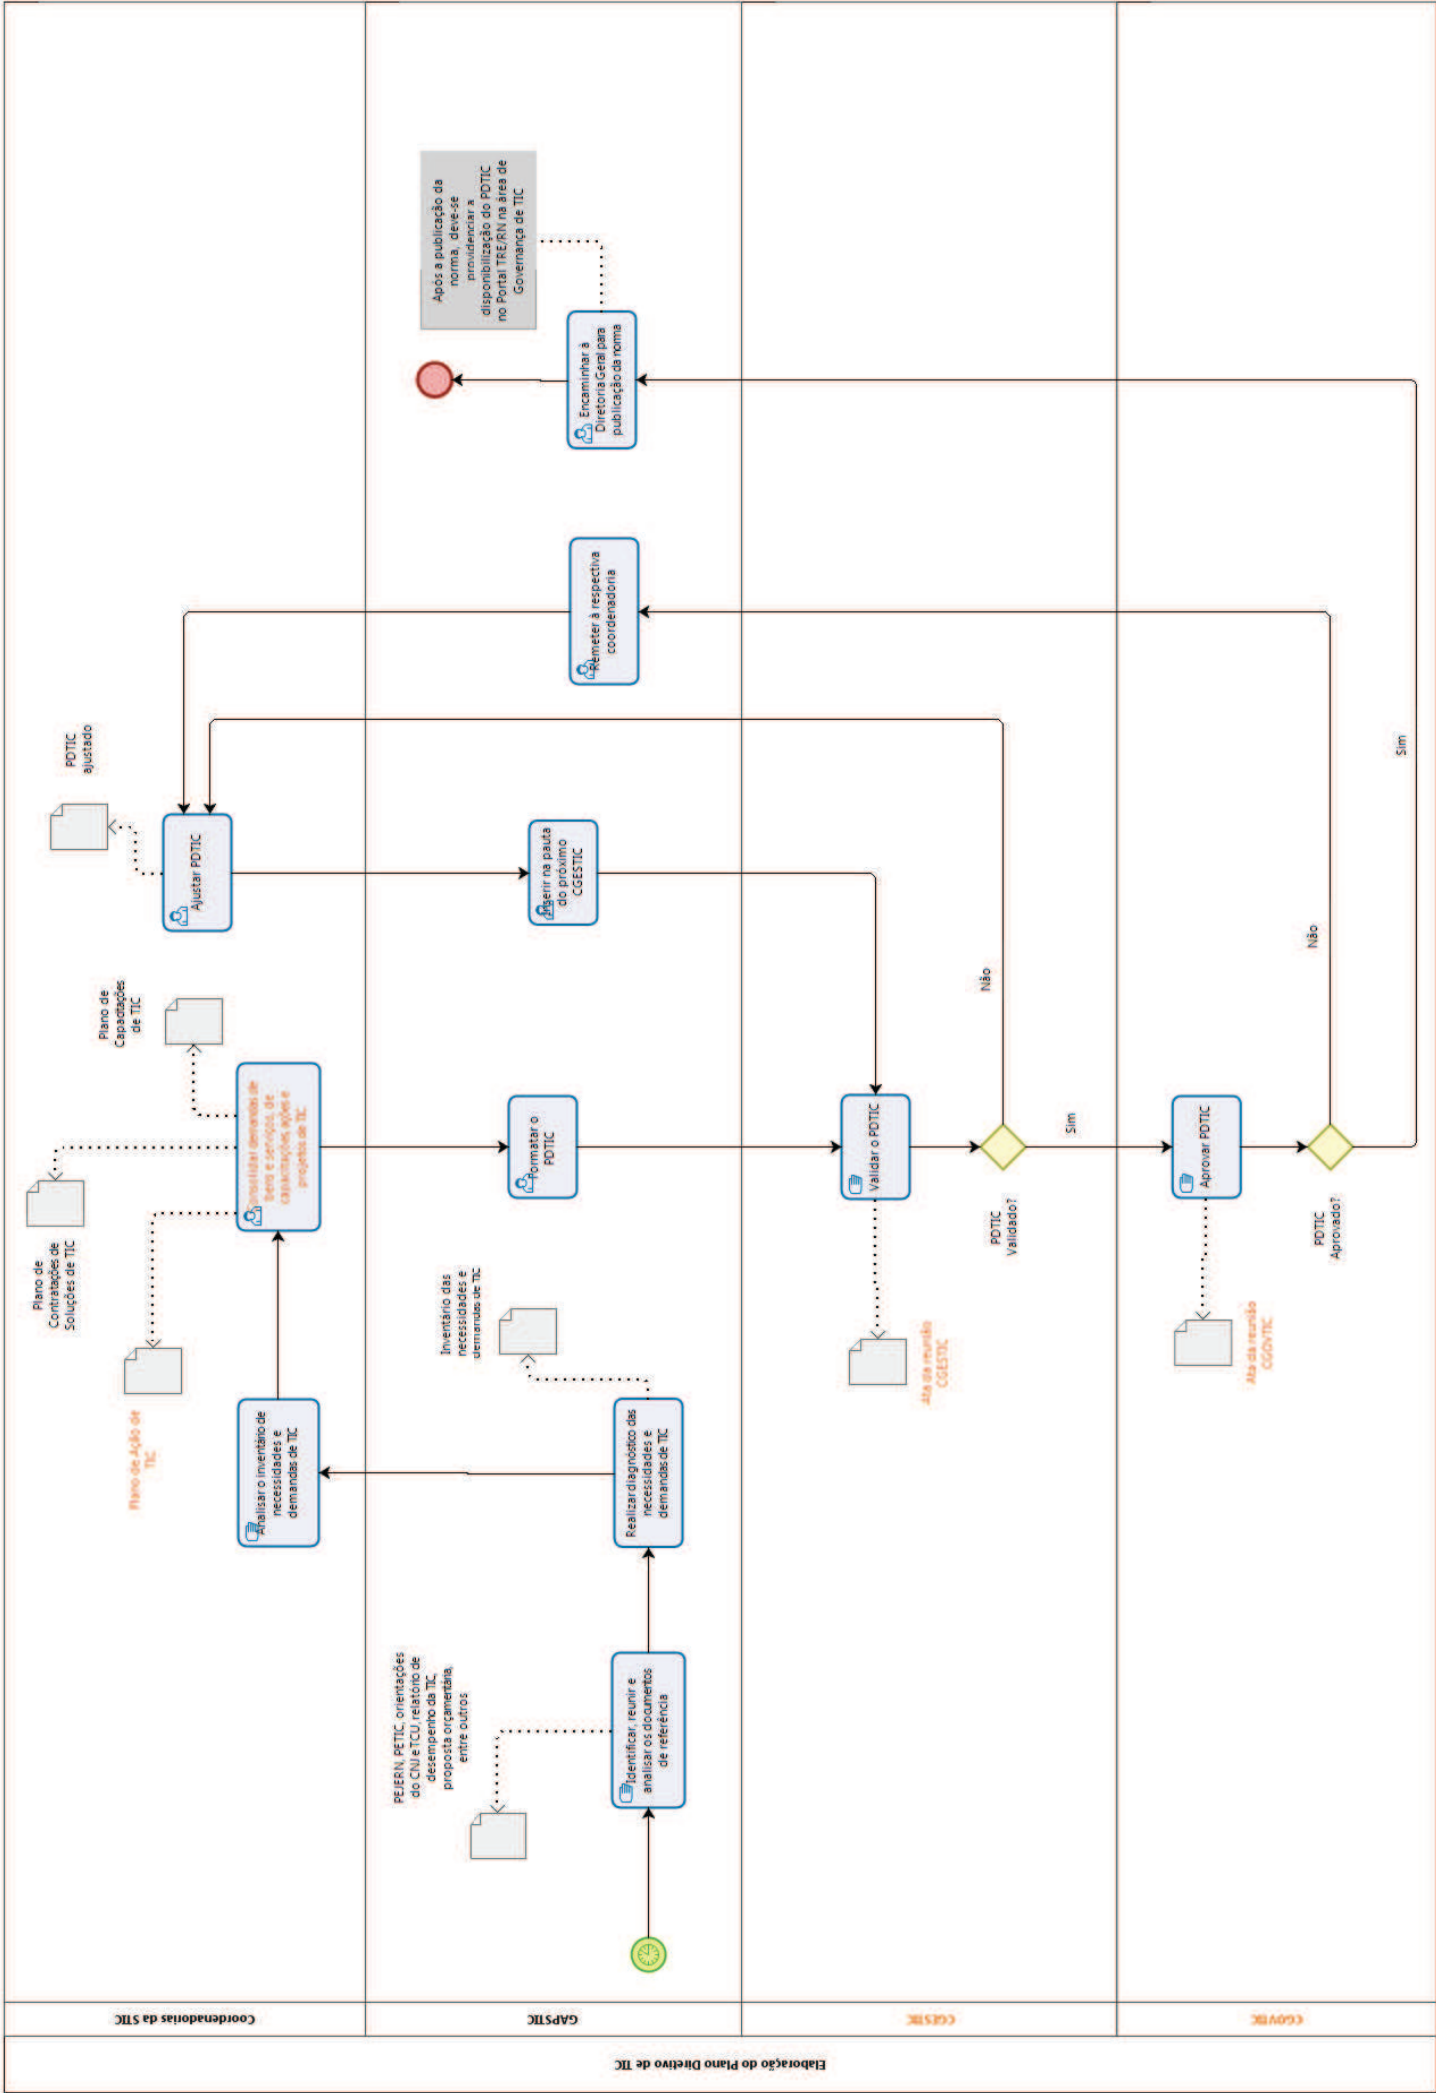 Elaboração do Plano Diretivo de TIC
Coordenadorias da STIC
GAPSTIC
CGESTIC
CGOVTIC
PEJERN, PETIC, orientações
do CNJ e TCU, relatório de
desempenho da TIC,
proposta orçamentária,
entre outros
Identificar, reunir e
analisar os documentos
de referência
Realizar diagnóstico das
necessidades e
demandas de TIC
Inventário das
necessidades e
demandas de TIC
Analisar o inventário de
necessidades e
demandas de TIC
Plano de Ação de
TIC
Plano de
Contratações de
Soluções de TIC
Plano de
Capacitações
de TIC
Consolidar demandas de
bens e serviços, de
capacitações, ações e
projetos de TIC
Formatar o
PDTIC
Validar o PDTIC
Ata da reunião
CGESTIC
PDTIC
Validado?
Sim
Não
Aprovar PDTIC
Ata da reunião
CGOVTIC
PDTIC
Aprovado?
Não
Sim
Ajustar PDTIC
PDTIC
ajustado
Inserir na pauta
do próximo
CGESTIC
Remeter à respectiva
coordenadoria
Encaminhar à
Diretoria Geral para
publicação da norma
Após a publicação da
norma, deve-se
providenciar a
disponibilização do PDTIC
no Portal TRE/RN na área de
Governança de TIC